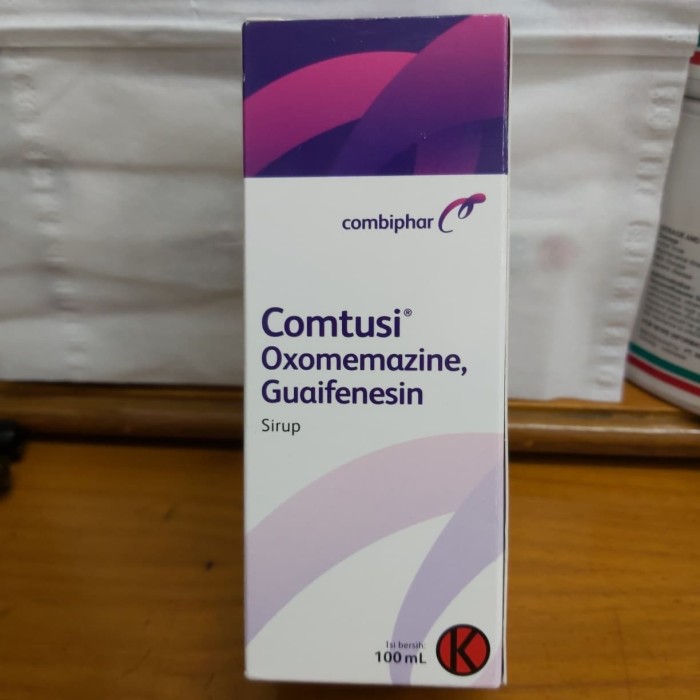 combiphar
Comtusi®
Oxomemazine,
Guaifenesin
Sirup
Isi bersih:
100 mL
K